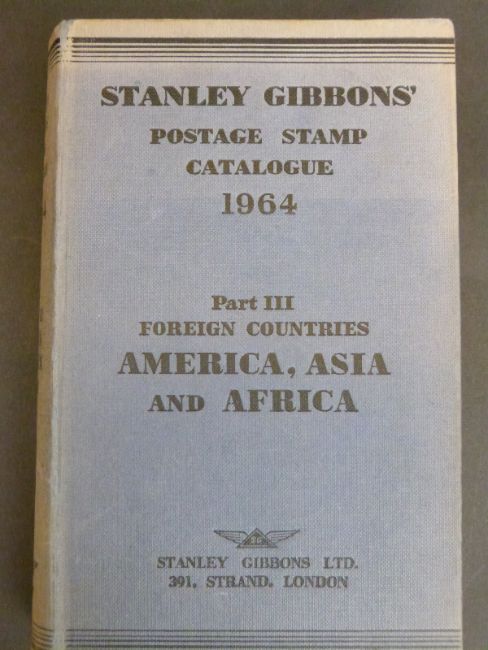 STANLEY GIBBONS'
POSTAGE STAMP
CATALOGUE
1964
Part III
FOREIGN COUNTRIES
AMERICA, ASIA
AND AFRICA
SG
STANLEY GIBBONS LTD.
391, STRAND, LONDON